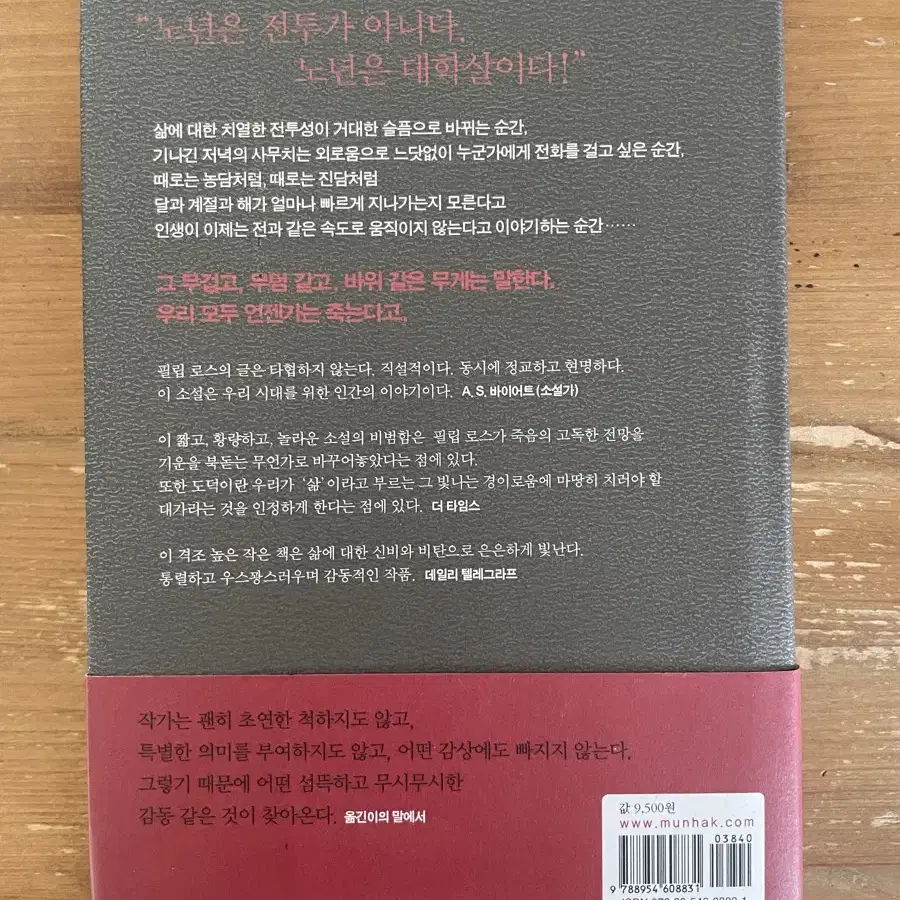 “노년은 전투가 아니다.
노년은 대학살이다!”
삶에 대한 치열한 전투성이 거대한 슬픔으로 바뀌는 순간,
기나긴 저녁의 사무치는 외로움으로 느닷없이 누군가에게 전화를 걸고 싶은 순간,
때로는 농담처럼, 때로는 진담처럼
달과 계절과 해가 얼마나 빠르게 지나가는지 모른다고
인생이 이제는 전과 같은 속도로 움직이지 않는다고 이야기하는 순간……
그 무겁고, 무덤 같고, 바위 같은 무게는 말한다,
우리 모두 언젠가는 죽는다고,
필립 로스의 글은 타협하지 않는다. 직설적이다. 동시에 정교하고 현명하다.
이 소설은 우리 시대를 위한 인간의 이야기이다. A. S. 바이어트(소설가)
이 짧고, 황량하고, 놀라운 소설의 비범함은 필립 로스가 죽음의 고독한 전망을
기운을 북돋는 무언가로 바꾸어놓았다는 점에 있다.
또한 도덕이란 우리가 ‘삶’이라고 부르는 그 빛나는 경이로움에 마땅히 치러야 할
대가라는 것을 인정하게 한다는 점에 있다. 더 타임스
이 격조 높은 작은 책은 삶에 대한 신비와 비탄으로 은은하게 빛난다.
통렬하고 우스꽝스러우며 감동적인 작품. 데일리 텔레그라프
작가는 괜히 초연한 척하지도 않고,
특별한 의미를 부여하지도 않고, 어떤 감상에도 빠지지 않는다.
그렇기 때문에 어떤 섬뜩하고 무시무시한
감동 같은 것이 찾아온다. 옮긴이의 말에서
값 9,500원
www.munhak.com
03840
9 788954 608831